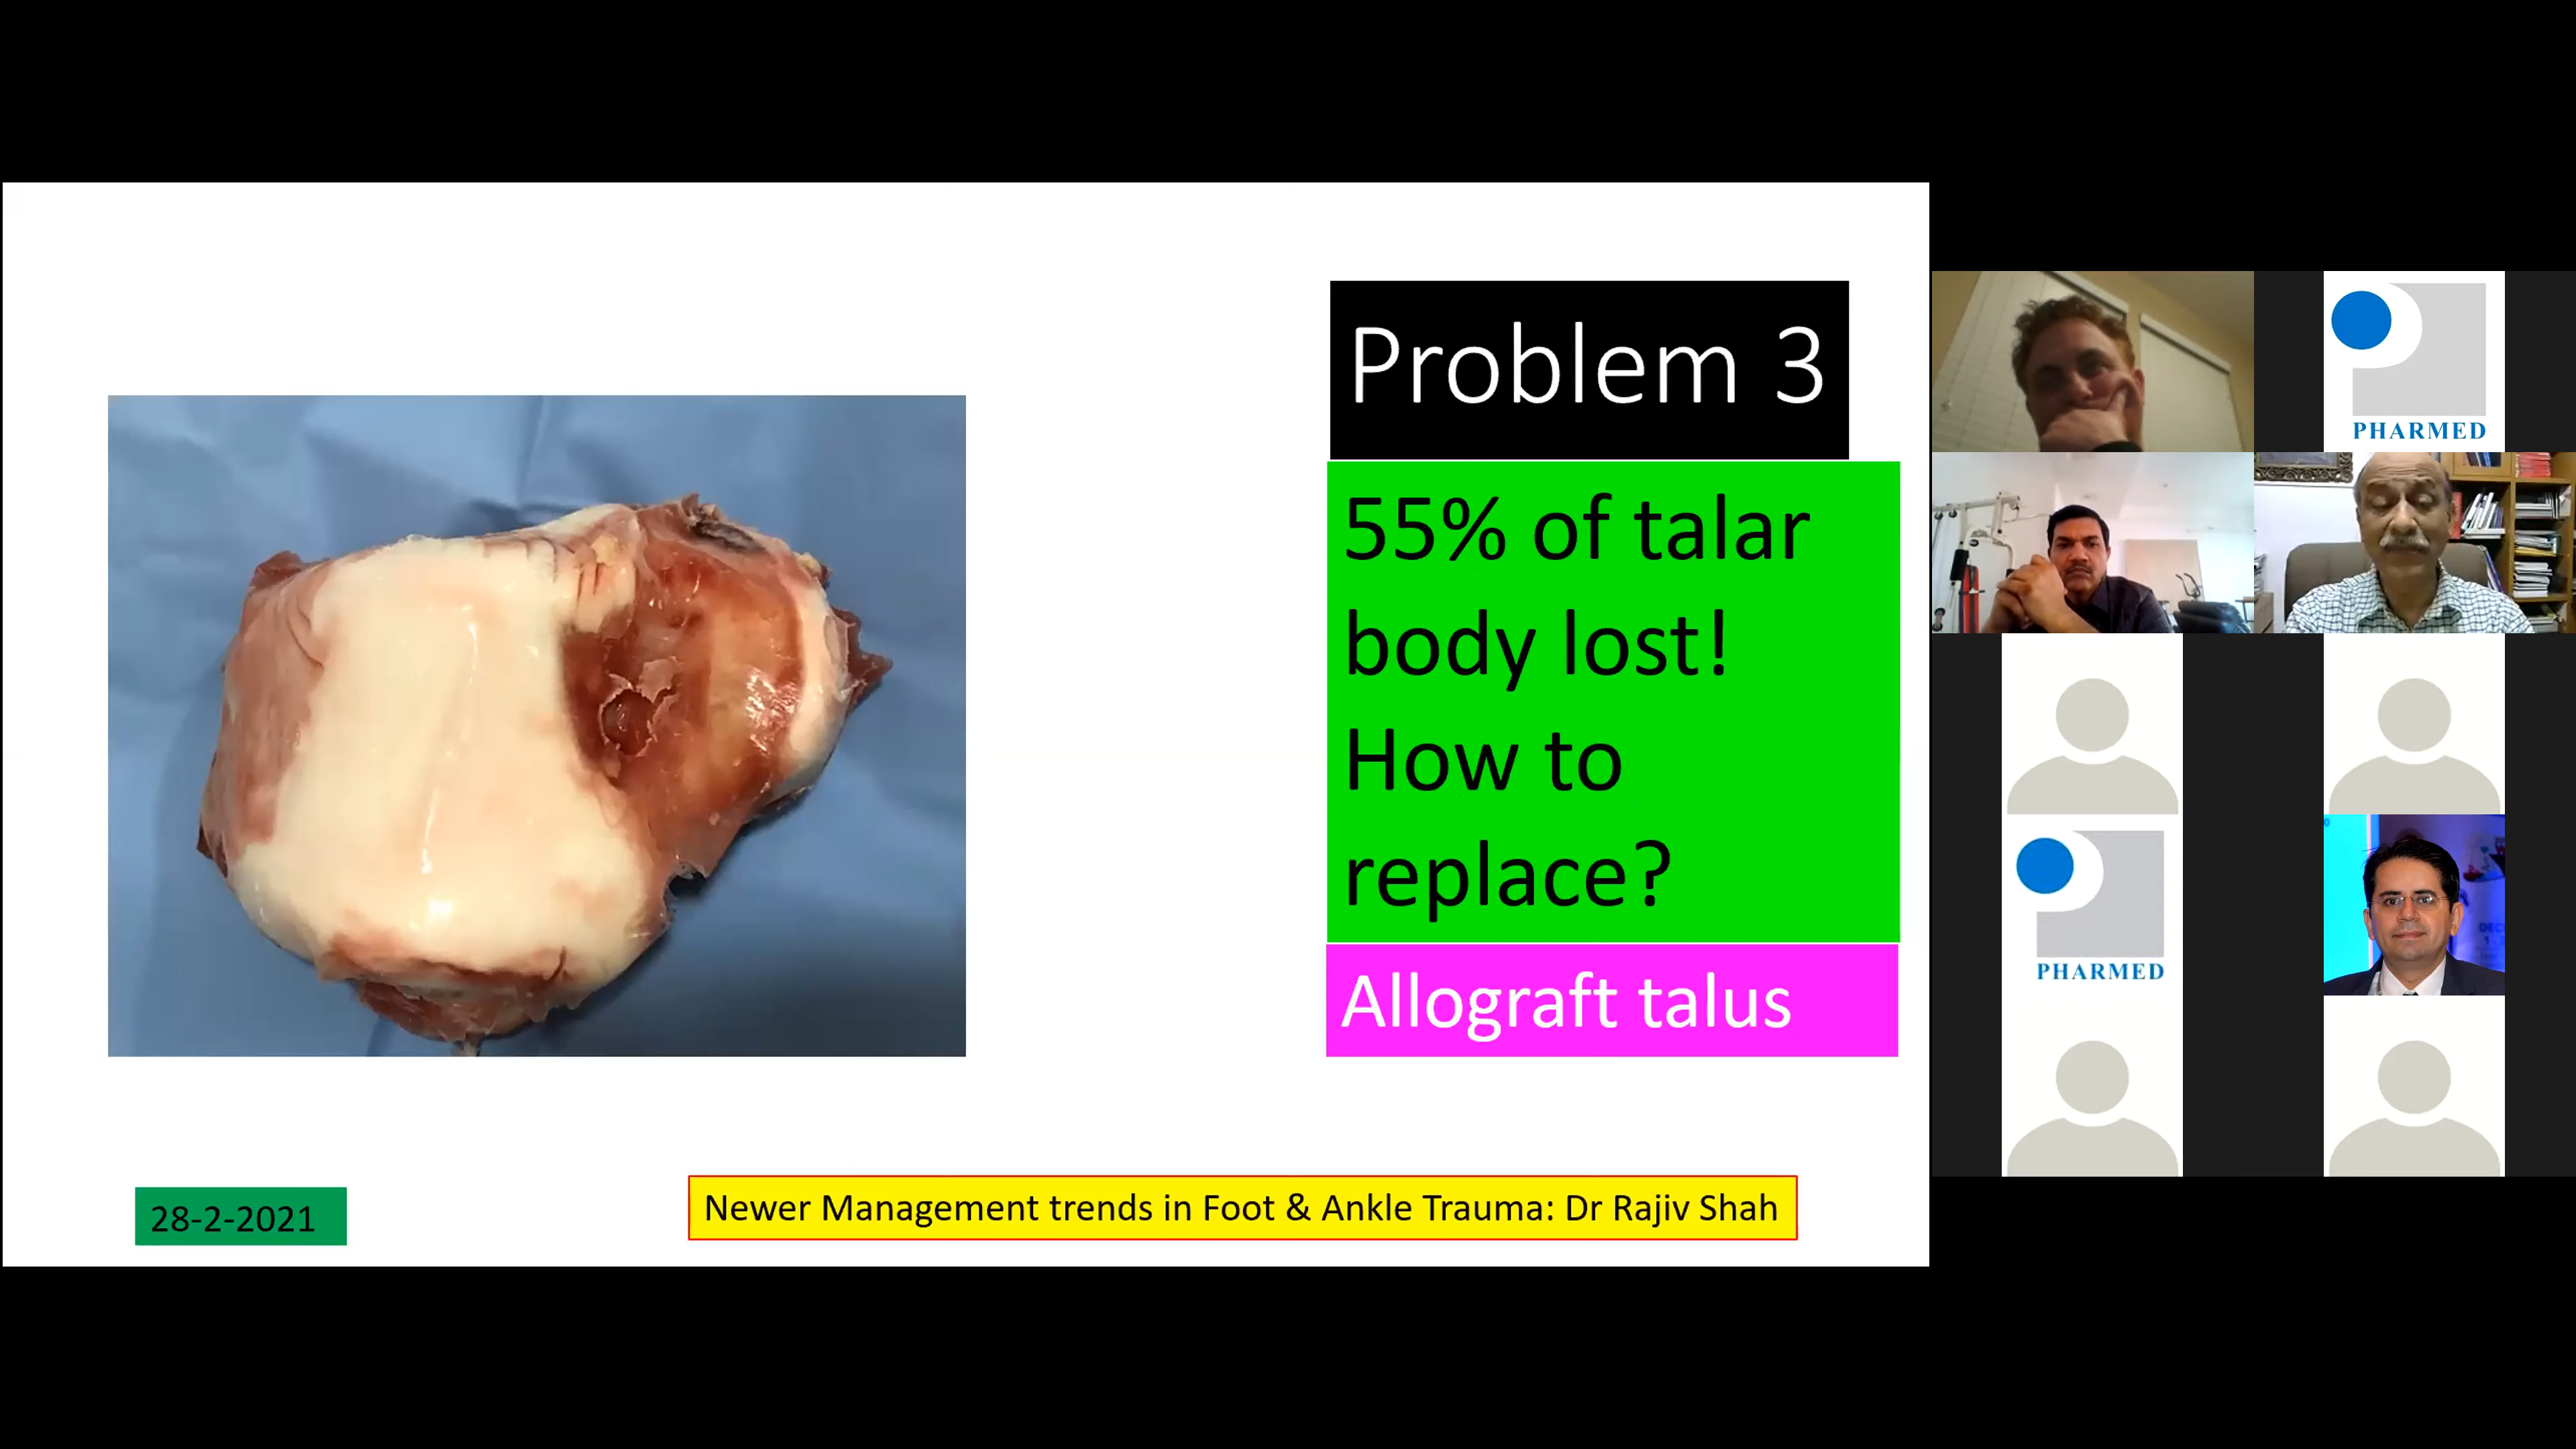 Problem 3
55% of talar
body lost!
How to
replace?
Allograft talus
28-2-2021
Newer Management trends in Foot & Ankle Trauma: Dr Rajiv Shah
PHARMED
PHARMED